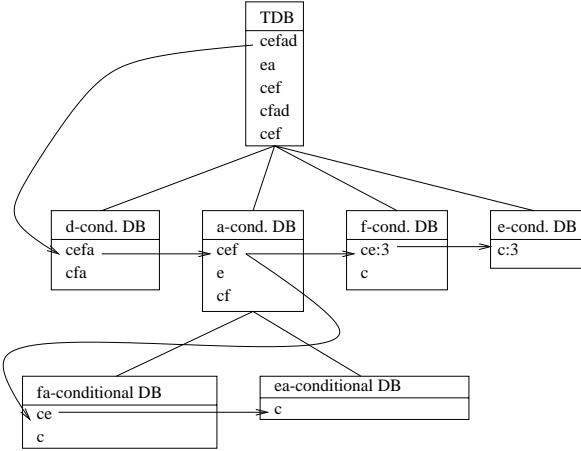 TDB
cefad
ea
cef
cfad
cef
d-cond. DB
cefa
cfa
a-cond. DB
cef
e
cf
f-cond. DB
ce:3
c
e-cond. DB
c:3
fa-conditional DB
ce
c
ea-conditional DB
c